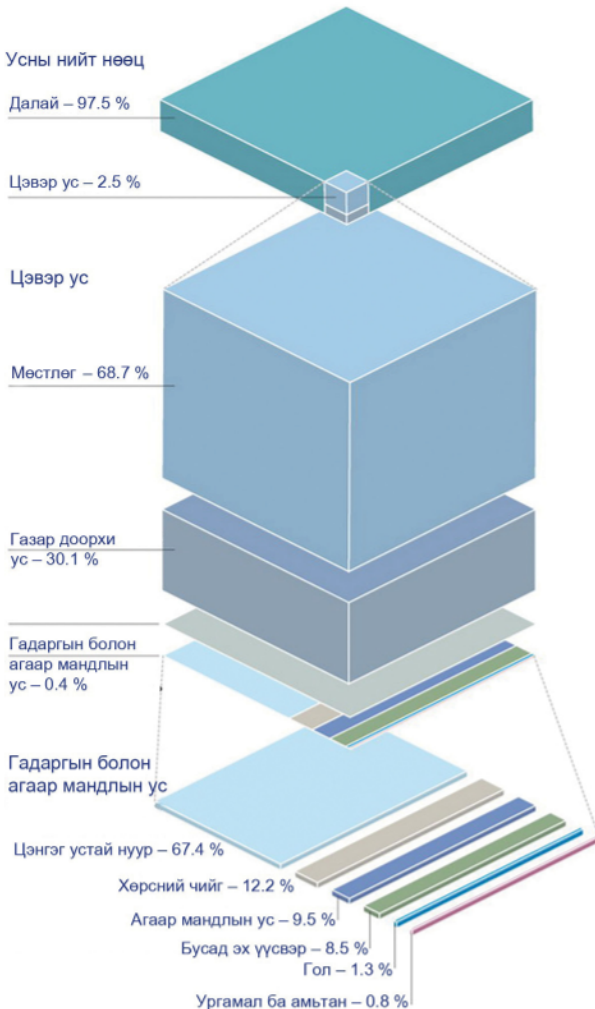 Усны нийт нөөц
Далай – 97.5 %
Цэвэр ус – 2.5 %
Цэвэр ус
Мөстлөг – 68.7 %
Газар доорхи
ус – 30.1 %
Гадаргын болон
агаар мандлын
ус – 0.4 %
Гадаргын болон
агаар мандлын ус
Цэнгэг устай нуур – 67.4 %
Хөрсний чийг – 12.2 %
Агаар мандлын ус – 9.5 %
Бусад эх үүсвэр – 8.5 %
Гол – 1.3 %
Ургамал ба амьтан – 0.8 %